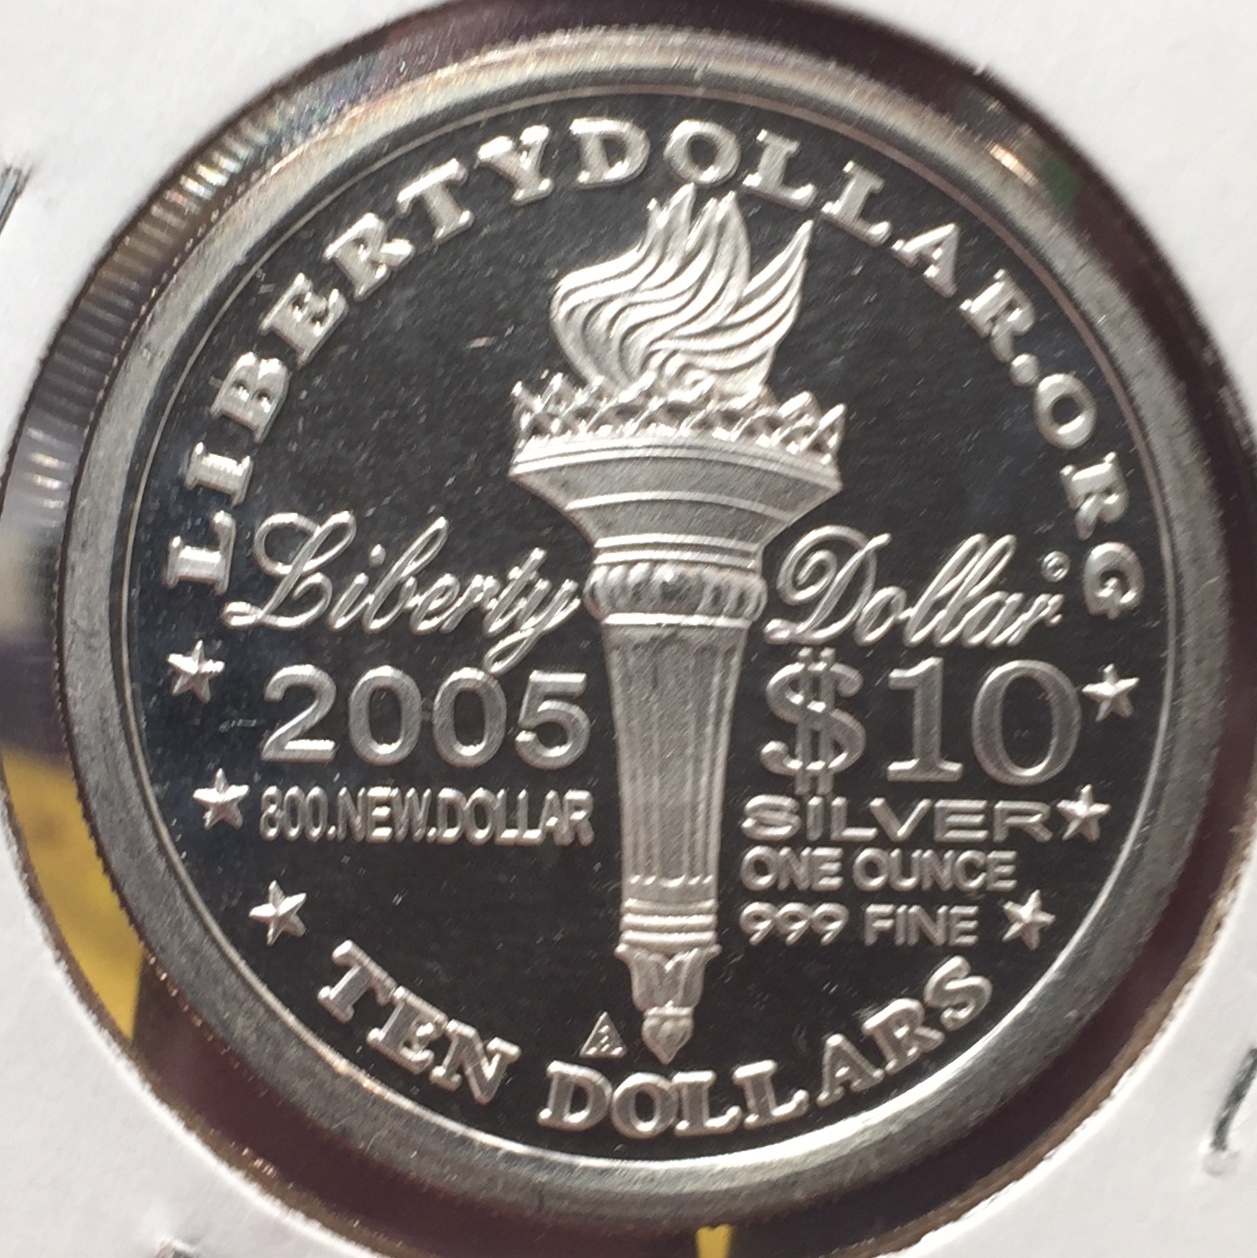 LIBERTYDOLLAR.ORG
Liberty Dollar©
2005
$10
800.NEW.DOLLAR
SILVER
ONE OUNCE
999 FINE
TEN DOLLARS